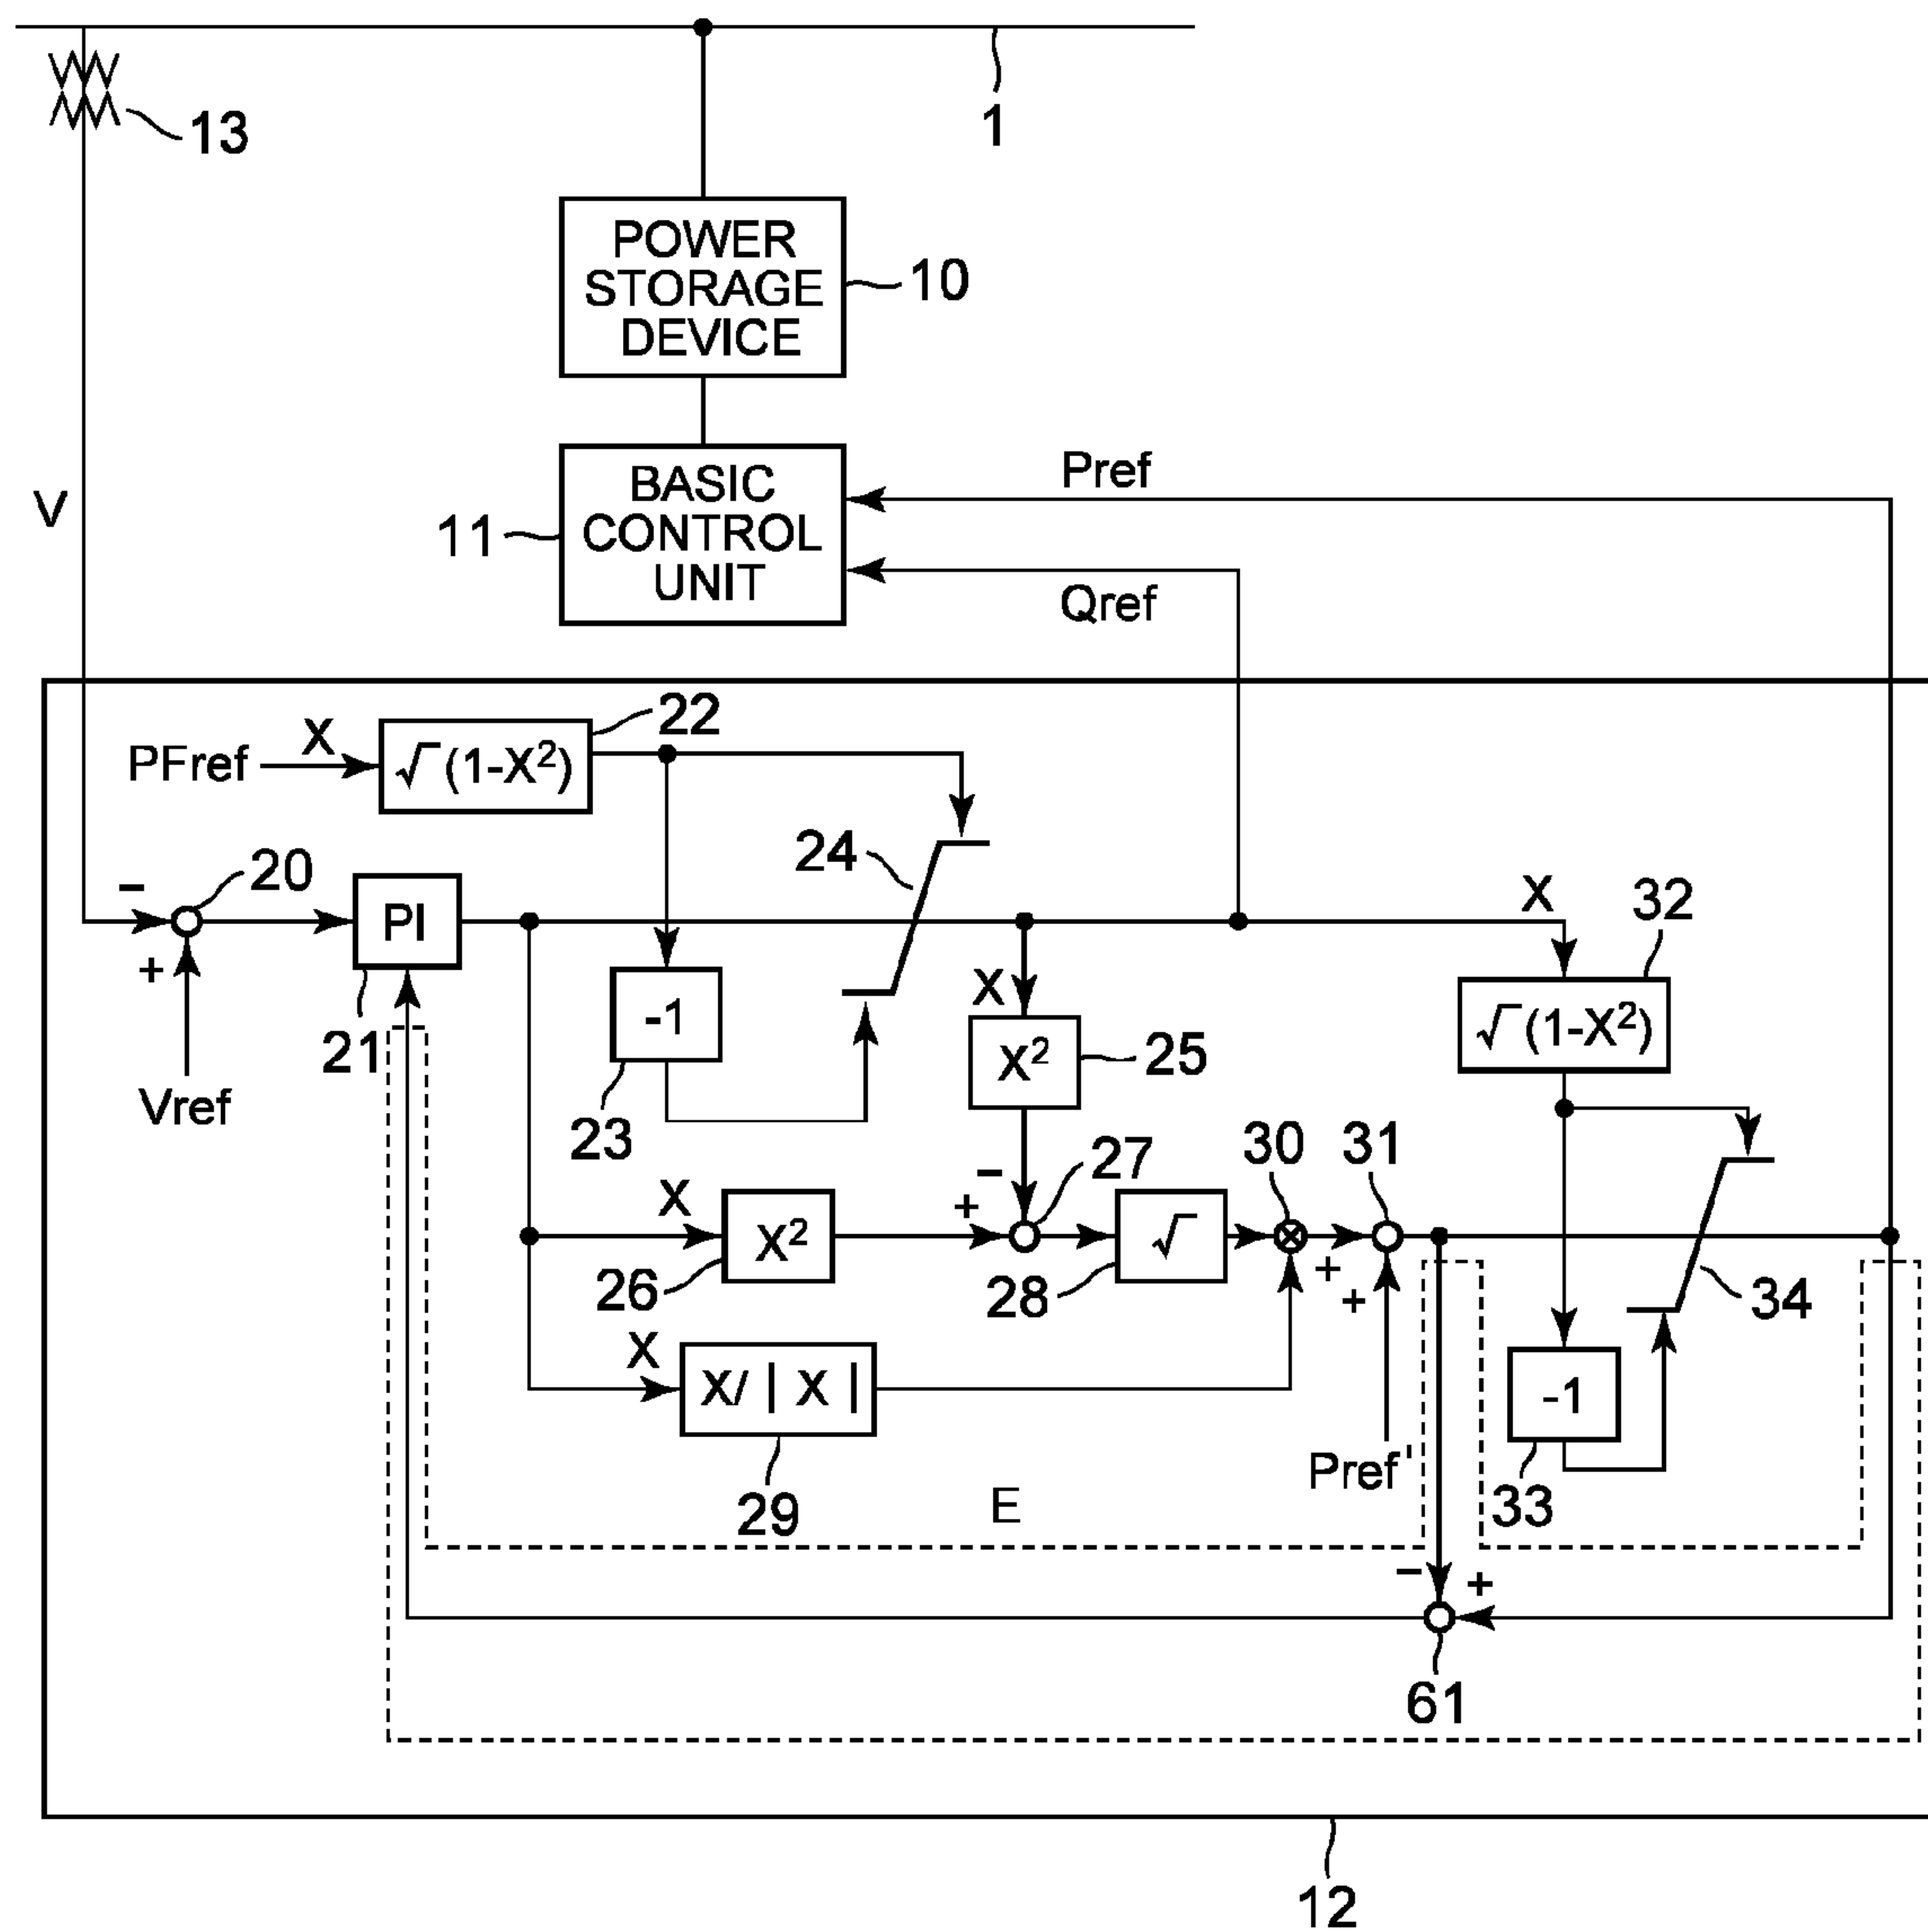 13
1
POWER
STORAGE
DEVICE
10
V
BASIC
CONTROL
UNIT
11
Pref
Qref
PFref
X
√(1-X²)
22
24
-
20
+
Vref
PI
21
-1
23
X
X²
25
X
32
√(1-X²)
X
X²
26
+
-
27
√
28
30
31
+
+
Pref'
34
X
X/|X|
29
-1
33
E
-
+
61
12